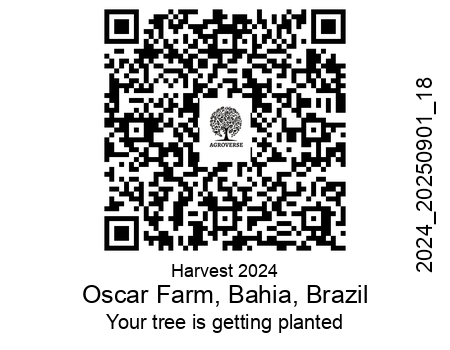 AGROVERSE
Harvest 2024
Oscar Farm, Bahia, Brazil
Your tree is getting planted
2024_20250901_18